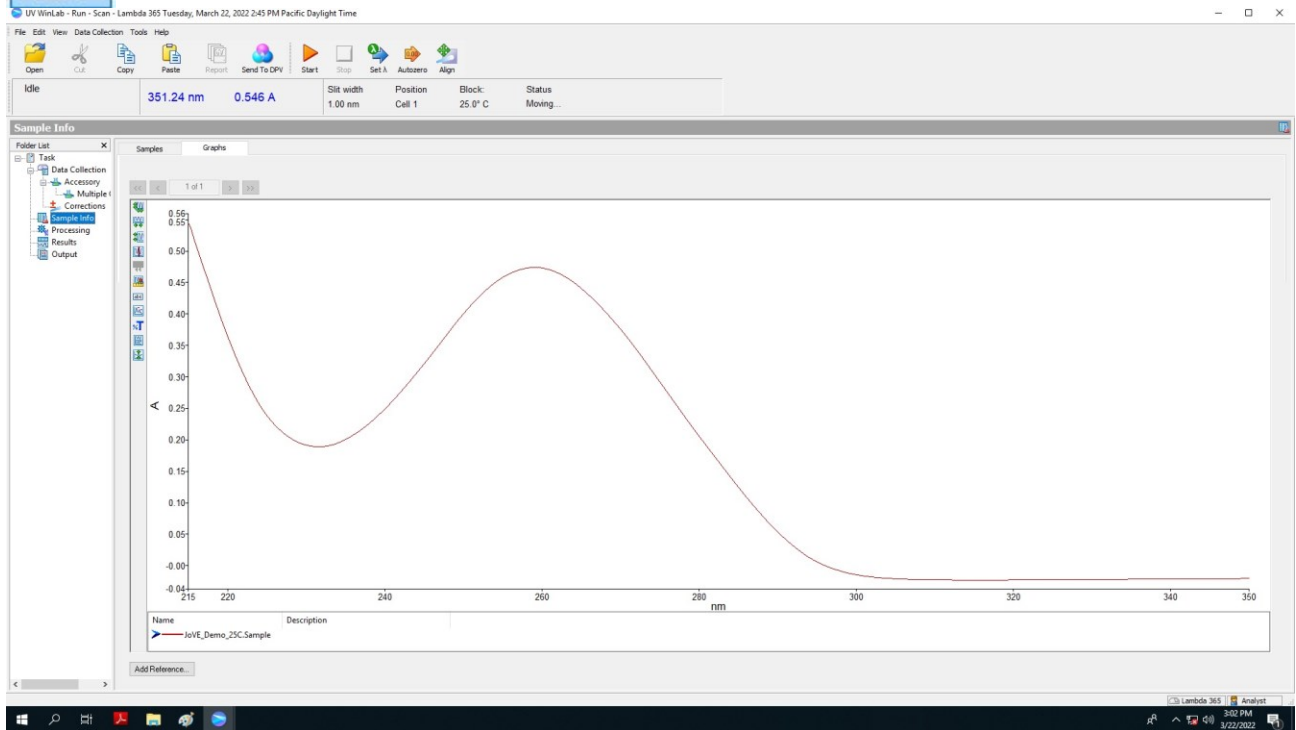 UV WinLab - Run - Scan - Lambda 365 Tuesday, March 22, 2022 2:45 PM Pacific Daylight Time
File Edit View Data Collection Tools Help
Open Cut Copy Paste Report Send To DPV Start Stop Set λ Autozero Align
Idle
351.24 nm 0.546 A
Slit width Position Block: Status
1.00 nm Cell 1 25.0° C Moving...
Sample Info
Folder List
Task
Data Collection
Accessory
Multiple
Corrections
Sample Info
Processing
Results
Output
Samples Graphs
<< < 1 of 1 > >>
0.56
0.55
0.50
0.45
0.40
0.35
0.30
A 0.25
0.20
0.15
0.10
0.05
-0.00
-0.04
215 220 240 260 280 300 320 340 350
nm
Name Description
JoVE_Demo_25C.Sample
Add Reference...
Lambda 365 Analyst
3:02 PM
3/22/2022